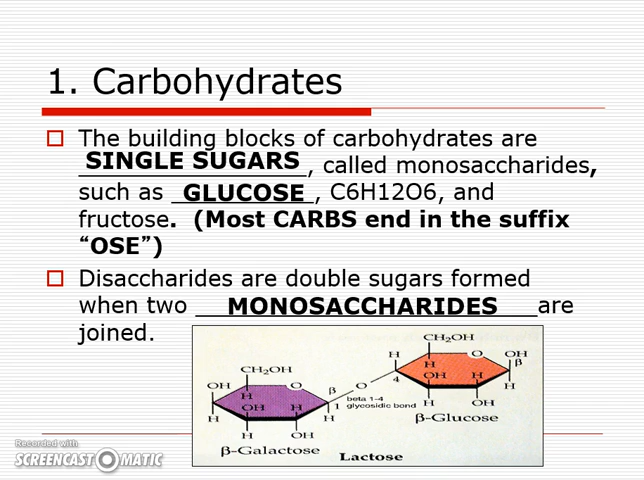 1. Carbohydrates
The building blocks of carbohydrates are
SINGLE SUGARS, called monosaccharides,
such as GLUCOSE, C6H12O6, and
fructose. (Most CARBS end in the suffix
“OSE”)
Disaccharides are double sugars formed
when two MONOSACCHARIDES are
joined.
CH₂OH
H O OH
β
H
OH H
4 H OH H
β-Glucose
CH₂OH
OH O β O
H
OH H 1
H H
H OH
beta 1-4
glycosidic bond
β-Galactose
Lactose
Recorded with
SCREENCAST-O-MATIC